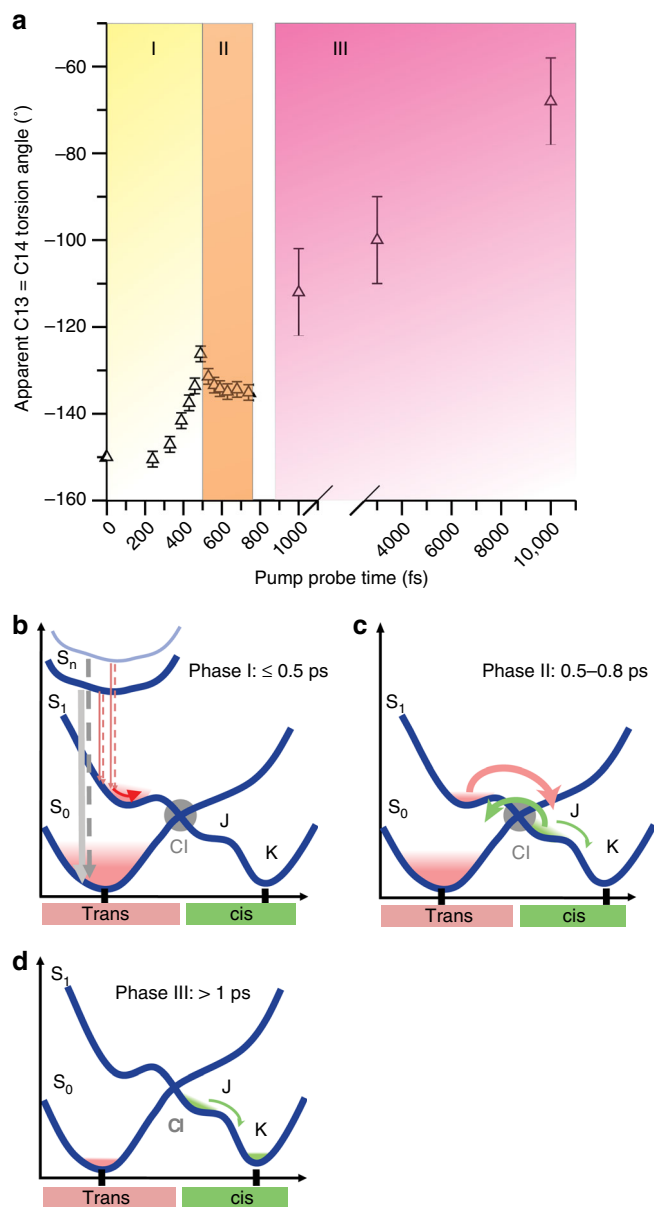 a
I
II
III
−60
−80
−100
−120
−140
−160
Apparent C13 = C14 torsion angle (°)
0
200
400
600
800
1000
4000
6000
8000
10,000
Pump probe time (fs)
b
Sn
S1
S0
Phase I: ≤ 0.5 ps
CI
J
K
Trans
cis
c
Phase II: 0.5–0.8 ps
S1
S0
CI
J
K
Trans
cis
d
S1
Phase III: > 1 ps
S0
CI
J
K
Trans
cis